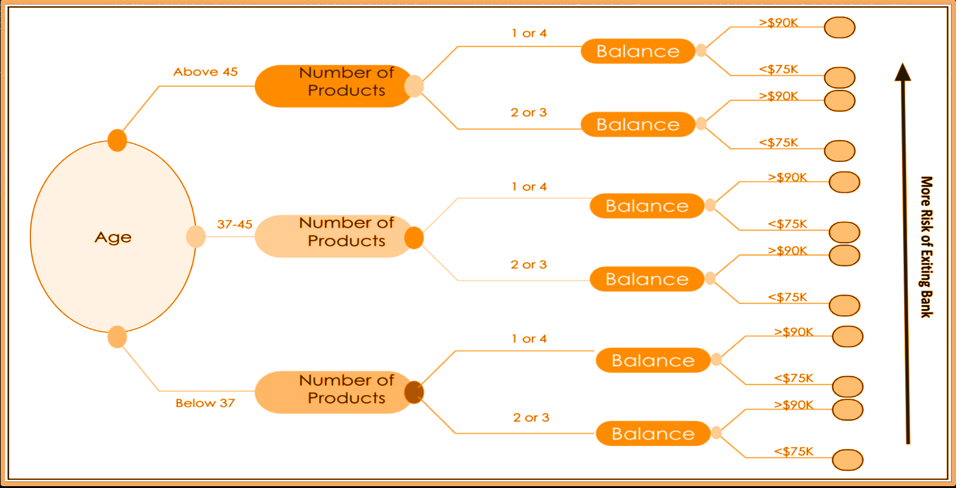 Age
Above 45
Number of
Products
1 or 4
Balance
>$90K
<$75K
2 or 3
Balance
>$90K
<$75K
37-45
Number of
Products
1 or 4
Balance
>$90K
<$75K
2 or 3
Balance
>$90K
<$75K
Below 37
Number of
Products
1 or 4
Balance
>$90K
<$75K
2 or 3
Balance
>$90K
<$75K
More Risk of Exiting Bank